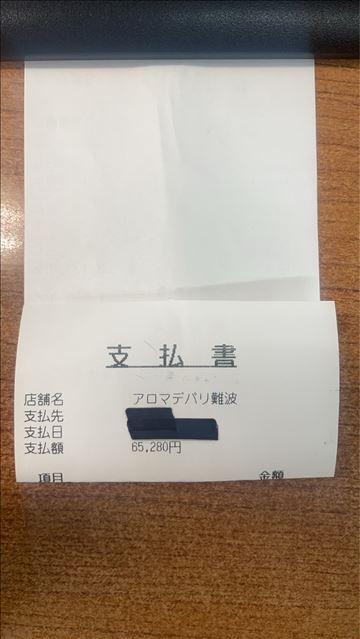 支払書
店舗名 アロマデパリ難波
支払先
支払日
支払額 65,280円
項目 金額